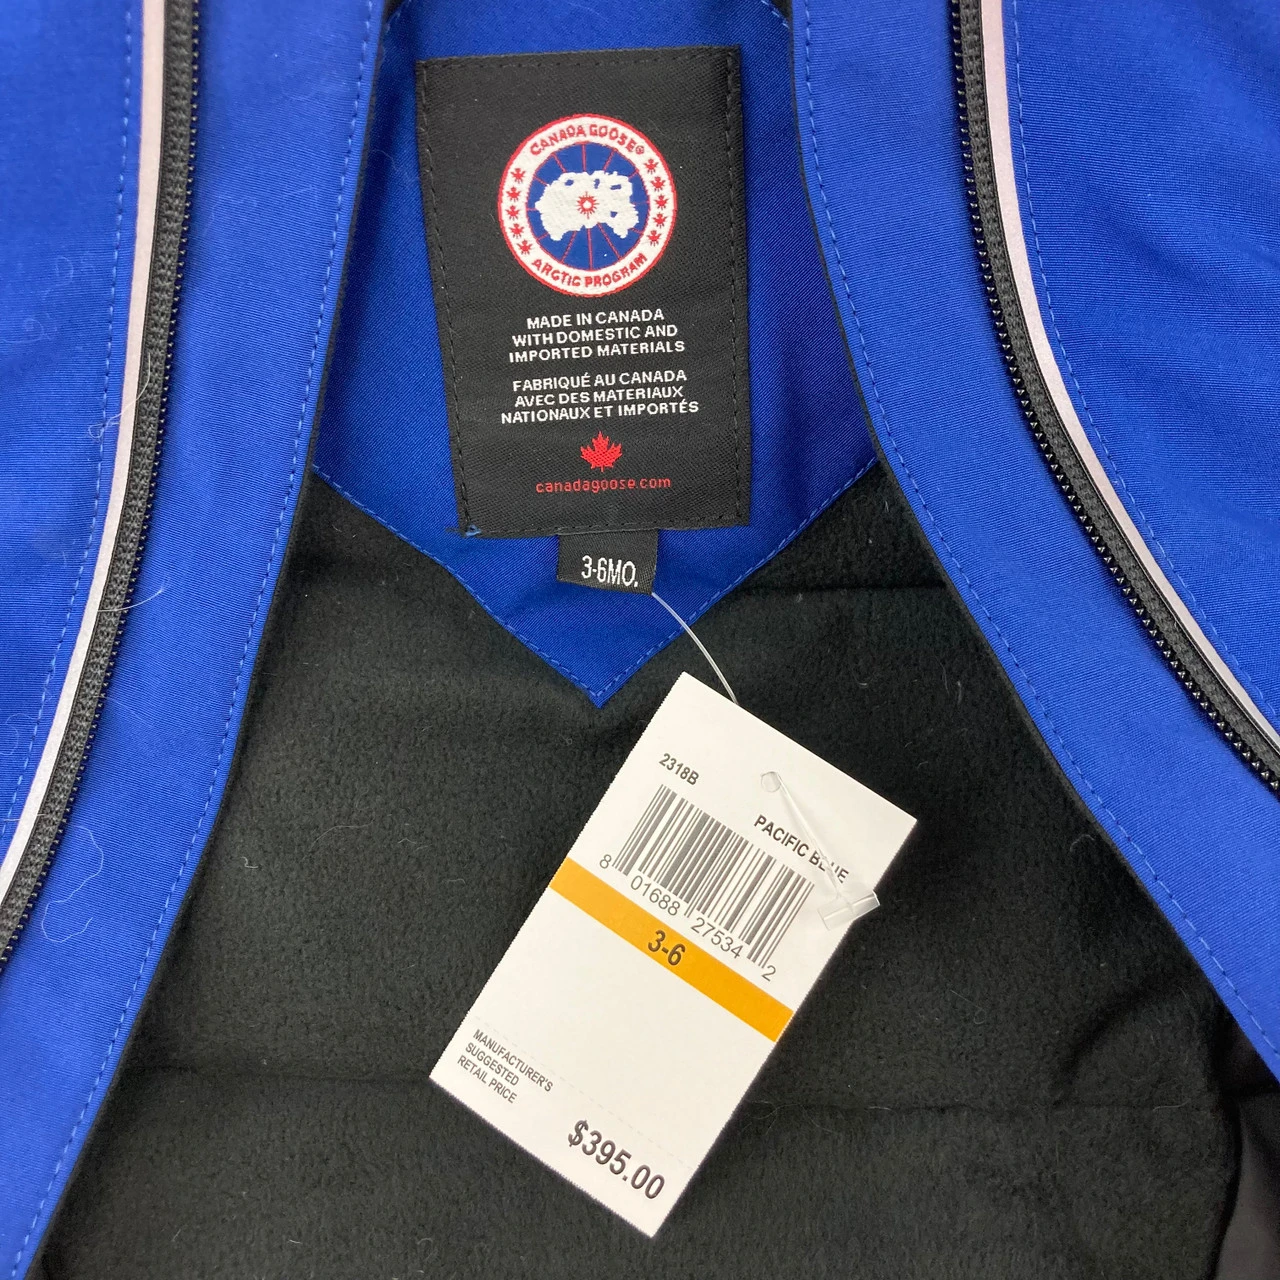 CANADA GOOSE®
ARCTIC PROGRAM
MADE IN CANADA
WITH DOMESTIC AND
IMPORTED MATERIALS
FABRIQUÉ AU CANADA
AVEC DES MATERIAUX
NATIONAUX ET IMPORTÉS
canadagoose.com
3-6MO.
2318B
PACIFIC BLUE
8 01688 27534 2
3-6
MANUFACTURER'S
SUGGESTED
RETAIL PRICE
$395.00